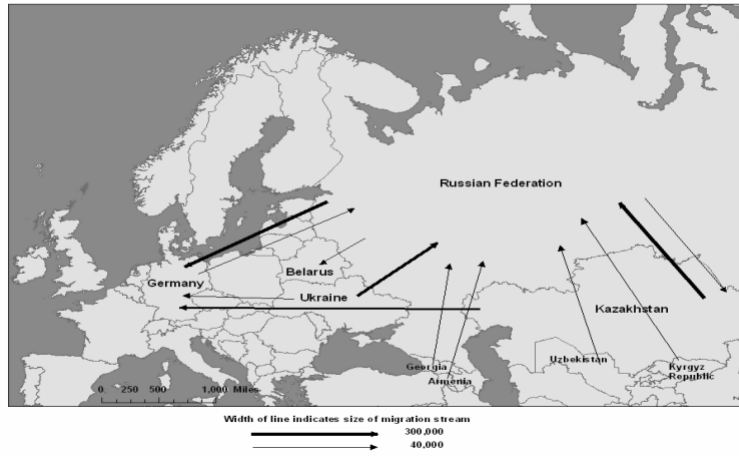 Russian Federation
Belarus
Germany
Ukraine
Kazakhstan
Georgia
Armenia
Uzbekistan
Kyrgyz
Republic
0 250 500 1,000 Miles
Width of line indicates size of migration stream
300,000
40,000